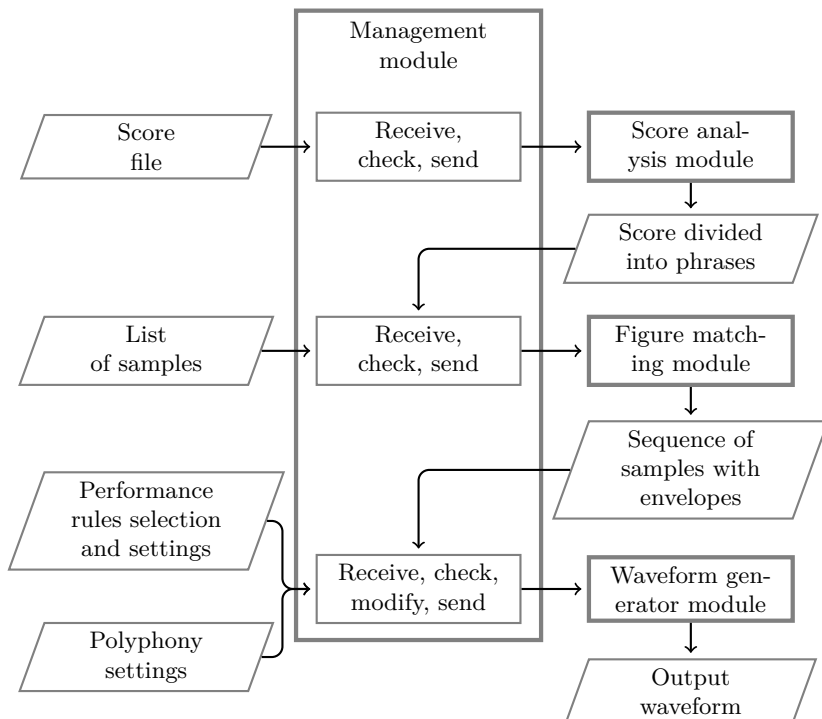 Management
module
Score
file
Receive,
check, send
Score anal-
ysis module
Score divided
into phrases
List
of samples
Receive,
check, send
Figure match-
ing module
Sequence of
samples with
envelopes
Performance
rules selection
and settings
Receive, check,
modify, send
Waveform gen-
erator module
Polyphony
settings
Output
waveform